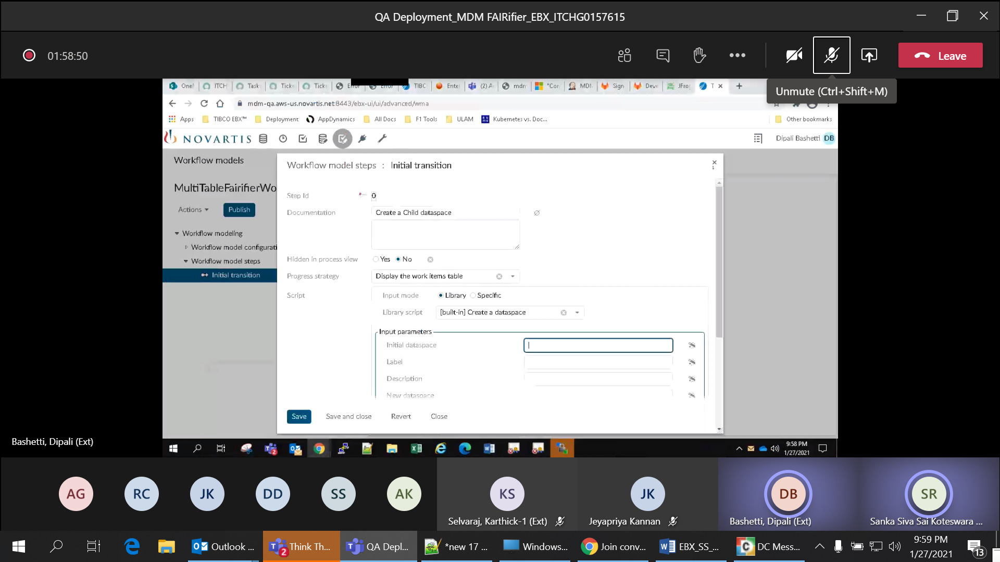 QA Deployment_MDM FAIRifier_EBX_ITCHG0157615
01:58:50
Leave
Unmute (Ctrl+Shift+M)
OneI ITCH Task Ticke Ticke Error Error TIBC Ente (2) A mdn "Con MDM Sign Deve JFro T
mdm-qa.aws-us.novartis.net:8443/ebx-ui/ui/advanced/wma
Apps TIBCO EBX™ Deployment AppDynamics All Docs F1 Tools ULAM Kubernetes vs. Doc... Other bookmarks
NOVARTIS
Dipali Bashetti DB
Workflow models
MultiTableFairifierWo
Actions Publish
Workflow modeling
Workflow model configurati
Workflow model steps
Initial transition
Workflow model steps : Initial transition
Step Id * 0
Documentation Create a Child dataspace
Hidden in process view Yes No
Progress strategy Display the work items table
Script Input mode Library Specific
Library script [built-in] Create a dataspace
Input parameters
Initial dataspace
Label
Description
New dataspace
Save Save and close Revert Close
Bashetti, Dipali (Ext)
2
9:58 PM
1/27/2021
AG RC JK DD SS AK KS JK DB SR
Selvaraj, Karthick-1 (Ext) Jeyapriya Kannan Bashetti, Dipali (Ext) Sanka Siva Sai Koteswara ...
Outlook ... 2 Think Th... QA Depl... *new 17 ... Windows... Join conv... EBX_SS_... DC Mess...
9:59 PM
1/27/2021
13